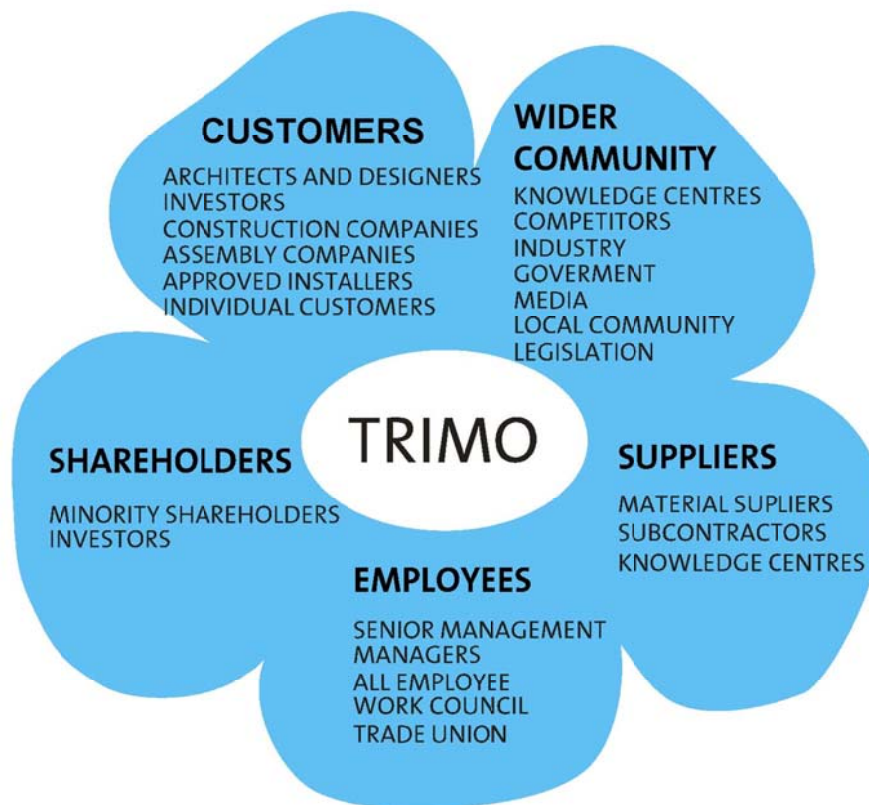 CUSTOMERS
ARCHITECTS AND DESIGNERS
INVESTORS
CONSTRUCTION COMPANIES
ASSEMBLY COMPANIES
APPROVED INSTALLERS
INDIVIDUAL CUSTOMERS
WIDER
COMMUNITY
KNOWLEDGE CENTRES
COMPETITORS
INDUSTRY
GOVERMENT
MEDIA
LOCAL COMMUNITY
LEGISLATION
TRIMO
SHAREHOLDERS
MINORITY SHAREHOLDERS
INVESTORS
SUPPLIERS
MATERIAL SUPLIERS
SUBCONTRACTORS
KNOWLEDGE CENTRES
EMPLOYEES
SENIOR MANAGEMENT
MANAGERS
ALL EMPLOYEE
WORK COUNCIL
TRADE UNION